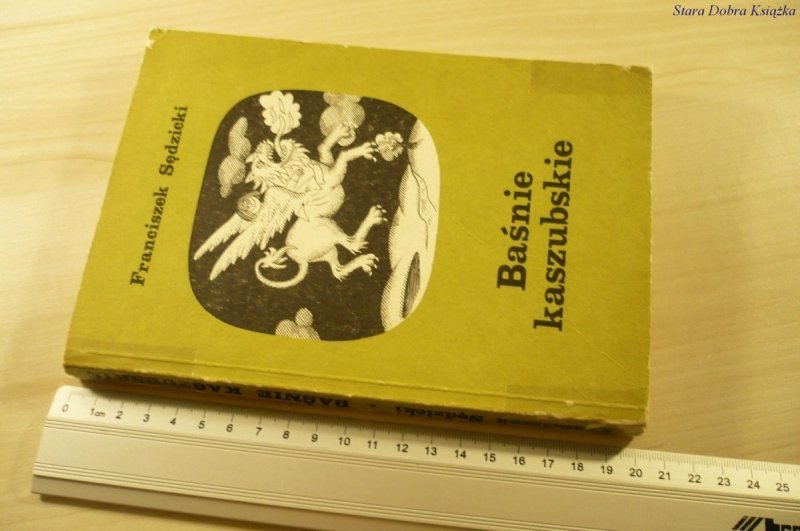 Stara Dobra Książka
Franciszek Sędzicki
Baśnie
kaszubskie
Franciszek Sędzicki • BAŚNIE KASZUBSKIE
0 1cm 2 3 4 5 6 7 8 9 10 11 12 13 14 15 16 17 18 19 20 21 22 23 24 25